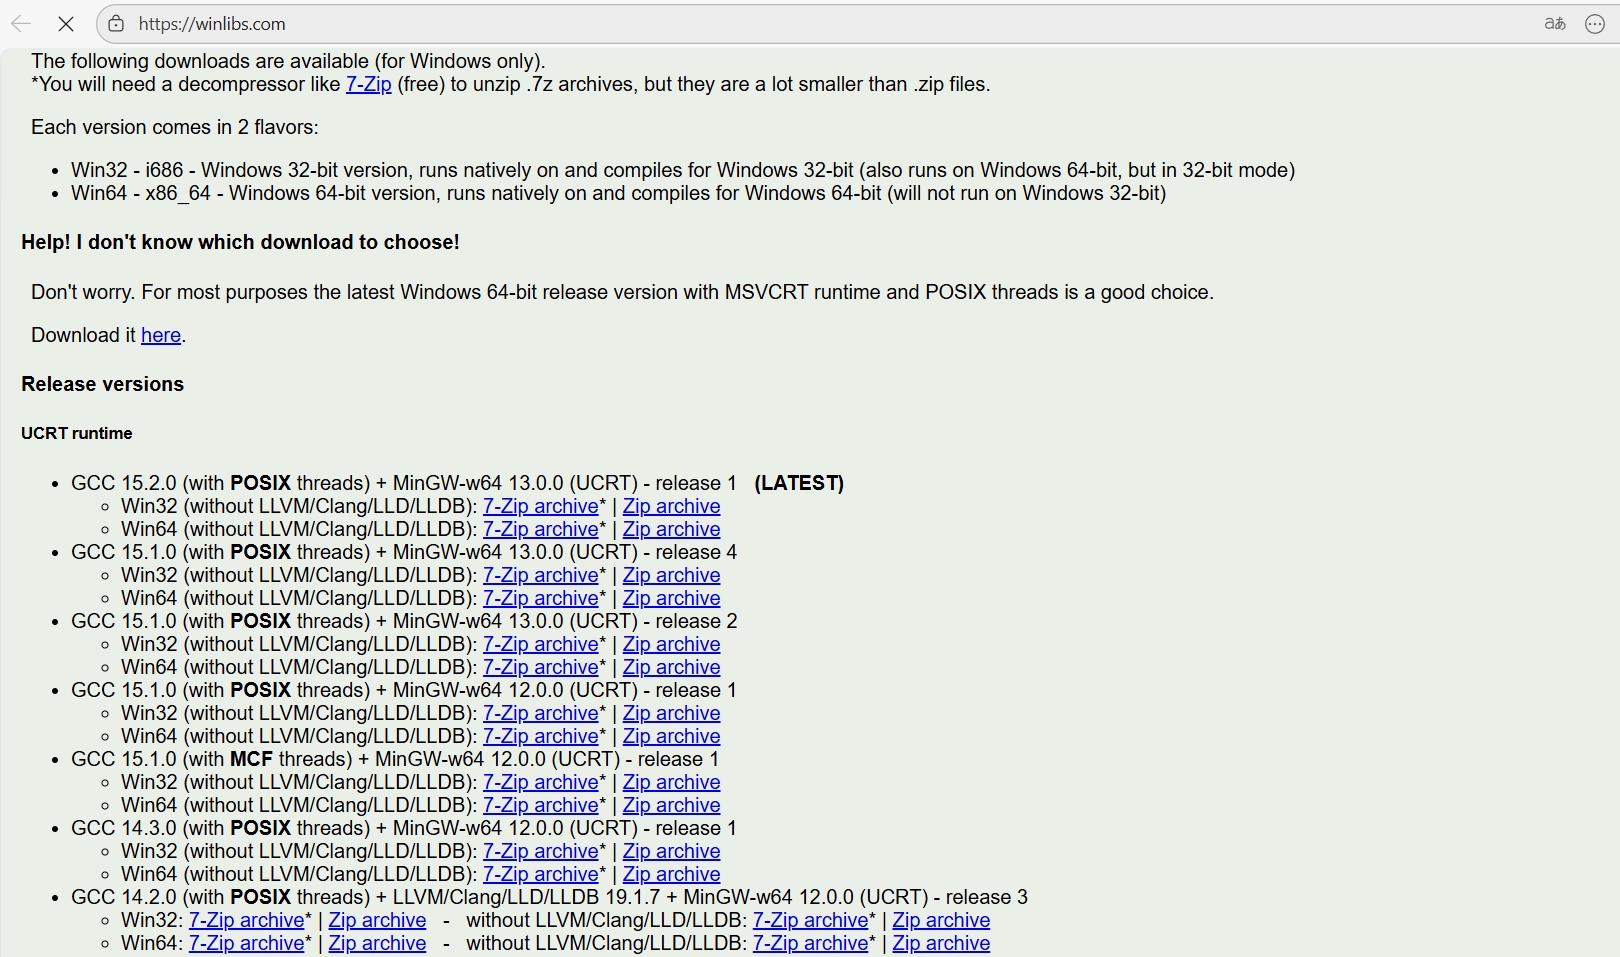 https://winlibs.com
The following downloads are available (for Windows only).
*You will need a decompressor like 7-Zip (free) to unzip .7z archives, but they are a lot smaller than .zip files.
Each version comes in 2 flavors:
Win32 - i686 - Windows 32-bit version, runs natively on and compiles for Windows 32-bit (also runs on Windows 64-bit, but in 32-bit mode)
Win64 - x86_64 - Windows 64-bit version, runs natively on and compiles for Windows 64-bit (will not run on Windows 32-bit)
Help! I don't know which download to choose!
Don't worry. For most purposes the latest Windows 64-bit release version with MSVCRT runtime and POSIX threads is a good choice.
Download it here.
Release versions
UCRT runtime
GCC 15.2.0 (with POSIX threads) + MinGW-w64 13.0.0 (UCRT) - release 1 (LATEST)
Win32 (without LLVM/Clang/LLD/LLDB): 7-Zip archive* | Zip archive
Win64 (without LLVM/Clang/LLD/LLDB): 7-Zip archive* | Zip archive
GCC 15.1.0 (with POSIX threads) + MinGW-w64 13.0.0 (UCRT) - release 4
Win32 (without LLVM/Clang/LLD/LLDB): 7-Zip archive* | Zip archive
Win64 (without LLVM/Clang/LLD/LLDB): 7-Zip archive* | Zip archive
GCC 15.1.0 (with POSIX threads) + MinGW-w64 13.0.0 (UCRT) - release 2
Win32 (without LLVM/Clang/LLD/LLDB): 7-Zip archive* | Zip archive
Win64 (without LLVM/Clang/LLD/LLDB): 7-Zip archive* | Zip archive
GCC 15.1.0 (with POSIX threads) + MinGW-w64 12.0.0 (UCRT) - release 1
Win32 (without LLVM/Clang/LLD/LLDB): 7-Zip archive* | Zip archive
Win64 (without LLVM/Clang/LLD/LLDB): 7-Zip archive* | Zip archive
GCC 15.1.0 (with MCF threads) + MinGW-w64 12.0.0 (UCRT) - release 1
Win32 (without LLVM/Clang/LLD/LLDB): 7-Zip archive* | Zip archive
Win64 (without LLVM/Clang/LLD/LLDB): 7-Zip archive* | Zip archive
GCC 14.3.0 (with POSIX threads) + MinGW-w64 12.0.0 (UCRT) - release 1
Win32 (without LLVM/Clang/LLD/LLDB): 7-Zip archive* | Zip archive
Win64 (without LLVM/Clang/LLD/LLDB): 7-Zip archive* | Zip archive
GCC 14.2.0 (with POSIX threads) + LLVM/Clang/LLD/LLDB 19.1.7 + MinGW-w64 12.0.0 (UCRT) - release 3
Win32: 7-Zip archive* | Zip archive - without LLVM/Clang/LLD/LLDB: 7-Zip archive* | Zip archive
Win64: 7-Zip archive* | Zip archive - without LLVM/Clang/LLD/LLDB: 7-Zip archive* | Zip archive